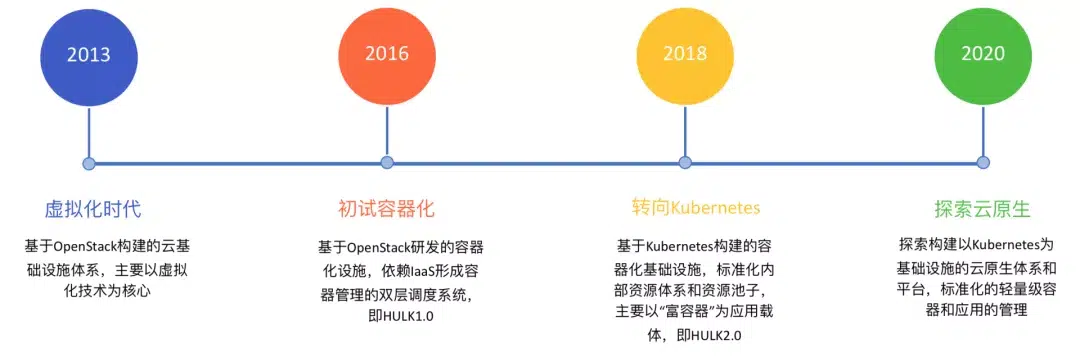 2013
2016
2018
2020
虚拟化时代
初试容器化
转向Kubernetes
探索云原生
基于OpenStack构建的云基
础设施体系，主要以虚拟
化技术为核心
基于OpenStack研发的容器
化设施，依赖IaaS形成容
器管理的双层调度系统，
即HULK1.0
基于Kubernetes构建的容
器化基础设施，标准化内
部资源体系和资源池子，
主要以“富容器”为应用载
体，即HULK2.0
探索构建以Kubernetes为
基础设施的云原生体系和
平台，标准化的轻量级容
器和应用的管理